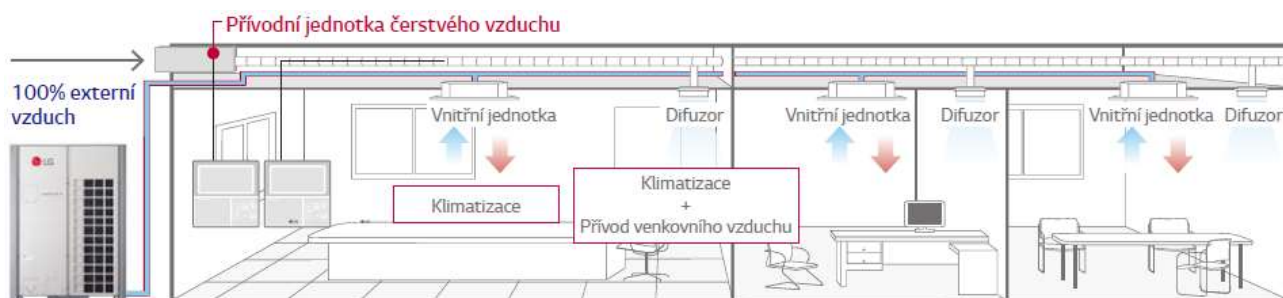 Přívodní jednotka čerstvého vzduchu
100% externí
vzduch
Vnitřní jednotka
Difuzor
Vnitřní jednotka
Difuzor
Vnitřní jednotka
Difuzor
Klimatizace
Klimatizace
+
Přívod venkovního vzduchu
LG